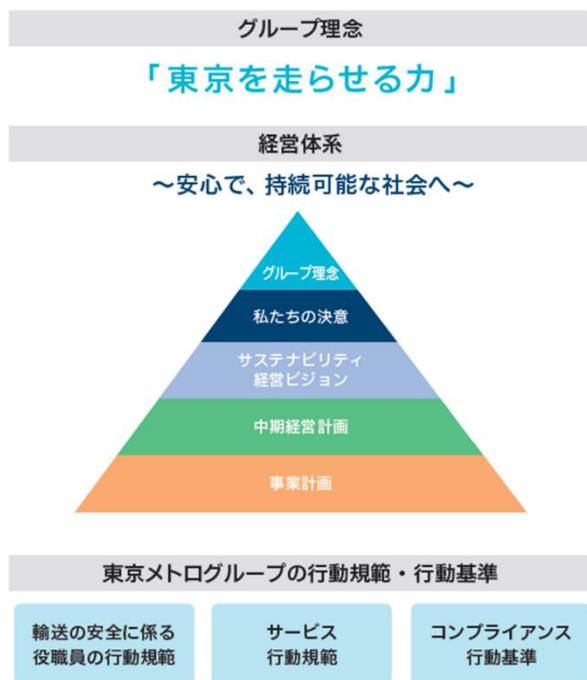 グループ理念
「東京を走らせる力」
経営体系
～安心で、持続可能な社会へ～
グループ理念
私たちの決意
サステナビリティ
経営ビジョン
中期経営計画
事業計画
東京メトログループの行動規範・行動基準
輸送の安全に係る
役職員の行動規範
サービス
行動規範
コンプライアンス
行動基準